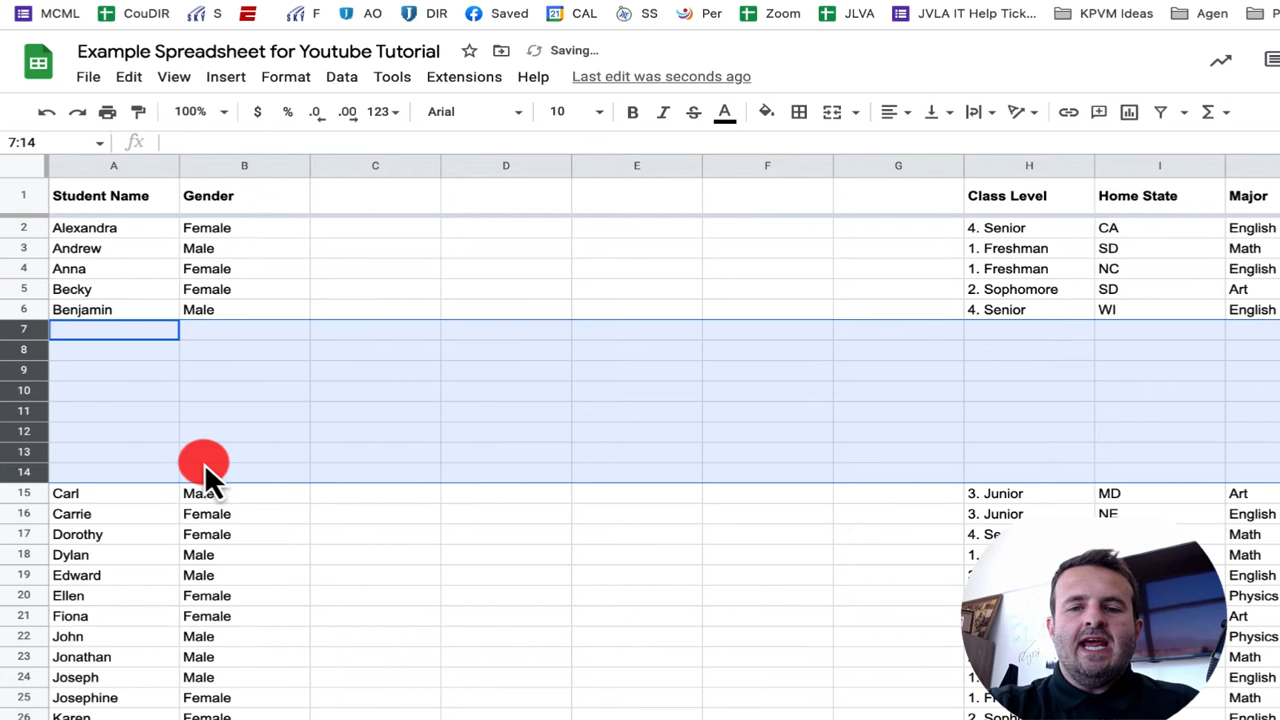 MCML CouDIR S E F AO DIR Saved CAL SS Per Zoom JLVA JVLA IT Help Tick... KPVM Ideas Agen P
Example Spreadsheet for Youtube Tutorial Saving...
File Edit View Insert Format Data Tools Extensions Help Last edit was seconds ago
100% $ % .0 .00 123 Arial 10 B I S A
7:14 fx
A B C D E F G H I
1 Student Name Gender Class Level Home State Major
2 Alexandra Female 4. Senior CA English
3 Andrew Male 1. Freshman SD Math
4 Anna Female 1. Freshman NC English
5 Becky Female 2. Sophomore SD Art
6 Benjamin Male 4. Senior WI English
7
8
9
10
11
12
13
14
15 Carl Male 3. Junior MD Art
16 Carrie Female 3. Junior NE English
17 Dorothy Female 4. Se Math
18 Dylan Male 1. Math
19 Edward Male English
20 Ellen Female Physics
21 Fiona Female Art
22 John Male Physics
23 Jonathan Male Math
24 Joseph Male 1. English
25 Josephine Female 1. Fr Math
26 Karen Female 2. Soph English